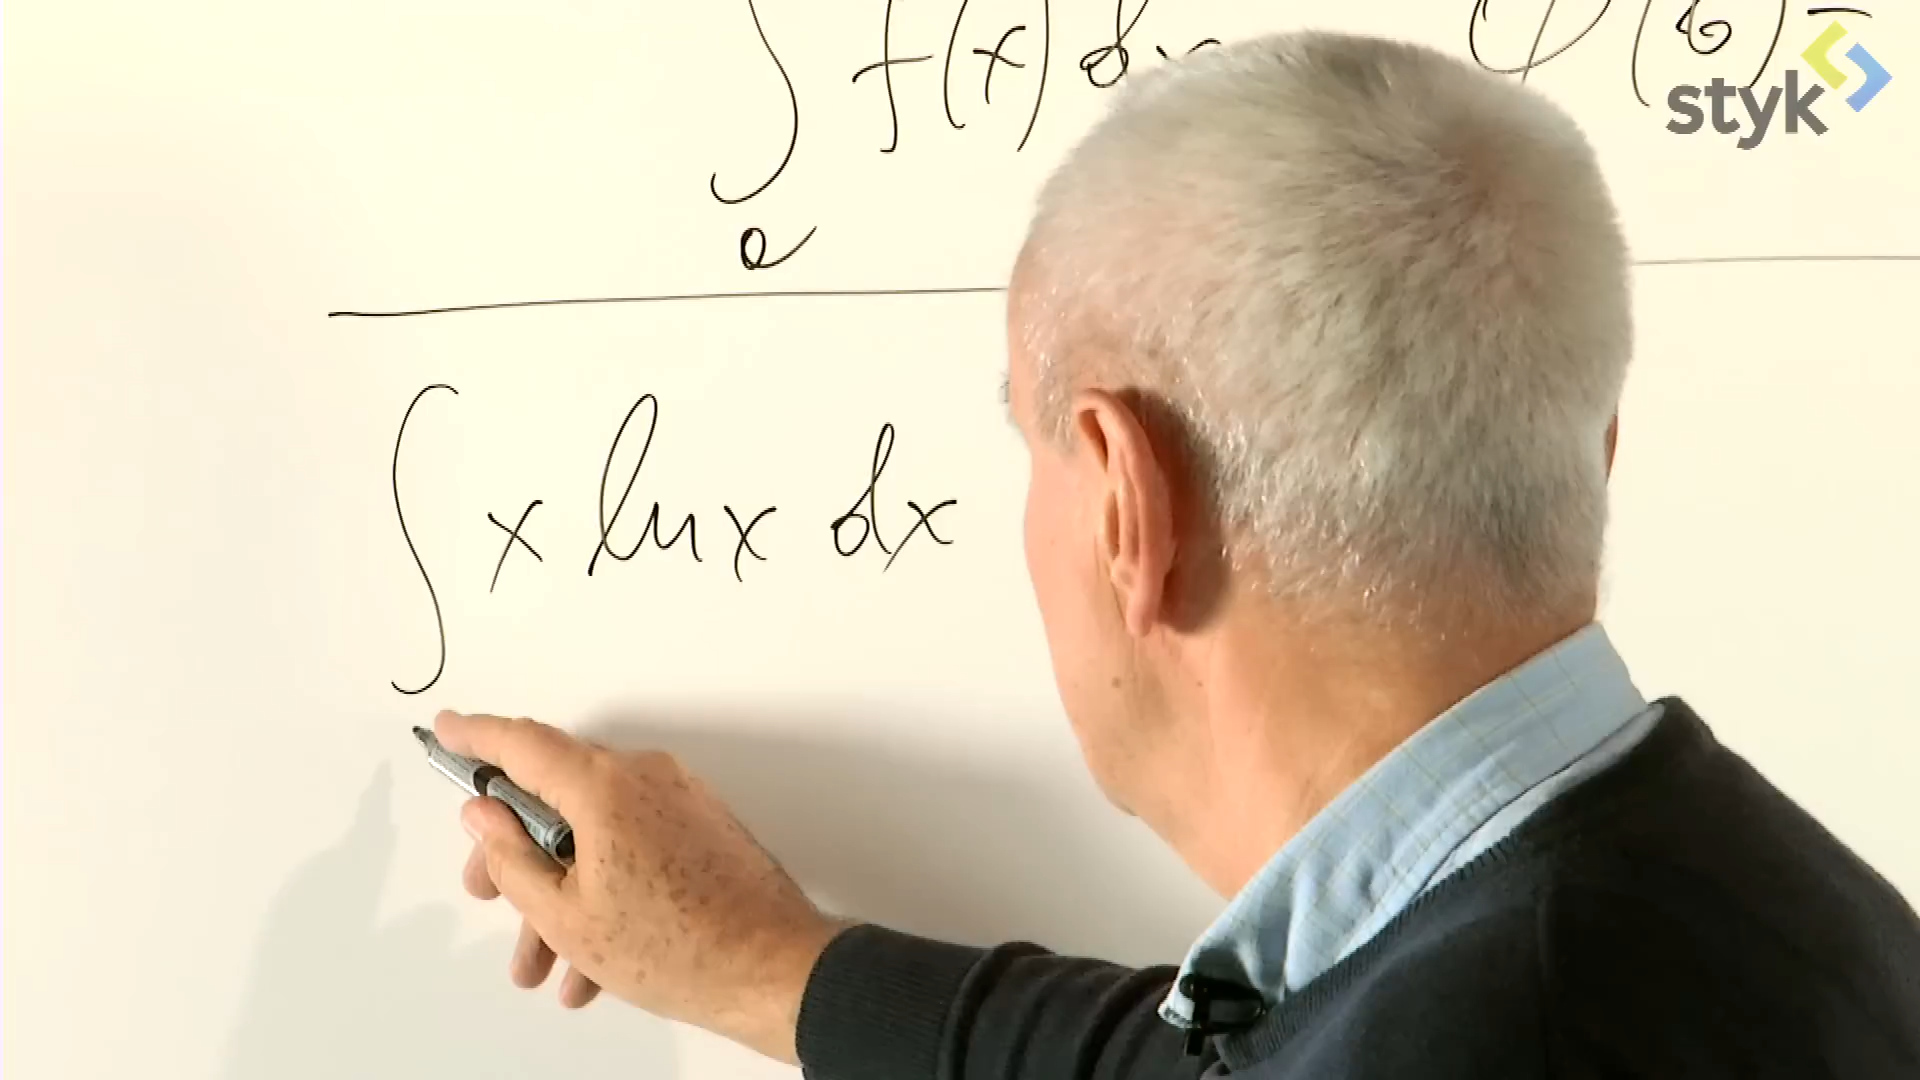 ∫ f(x) dx φ(b) -
a
styk
∫ x ln x dx